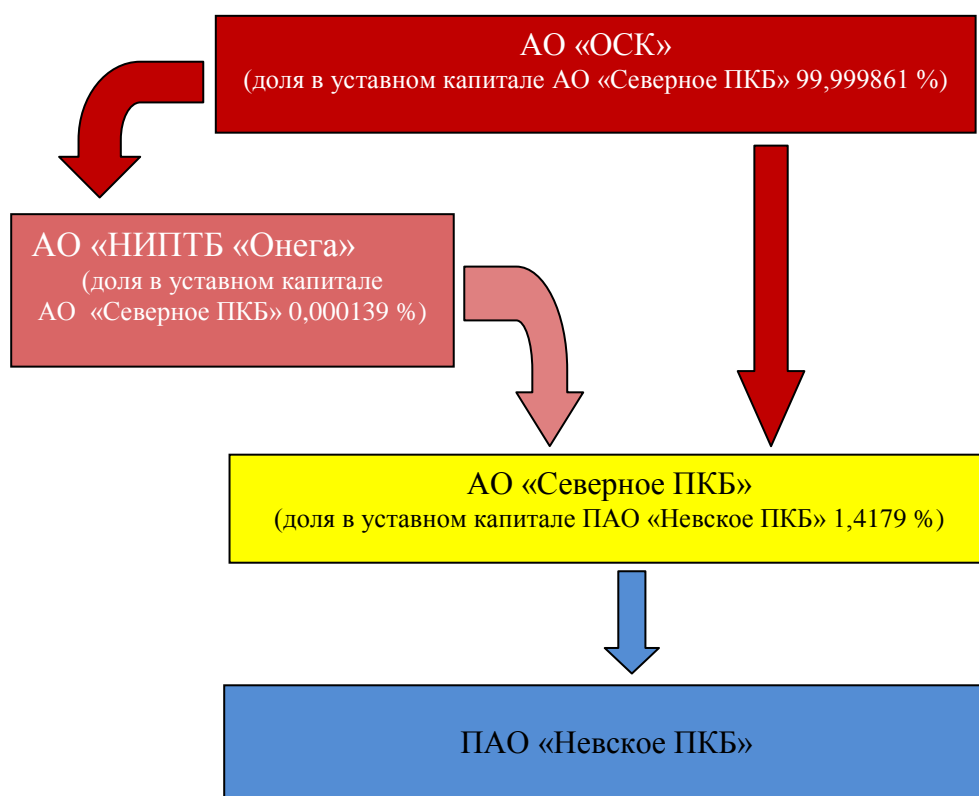 АО «ОСК»
(доля в уставном капитале АО «Северное ПКБ» 99,999861 %)
АО «НИПТБ «Онега»
(доля в уставном капитале
АО «Северное ПКБ» 0,000139 %)
АО «Северное ПКБ»
(доля в уставном капитале ПАО «Невское ПКБ» 1,4179 %)
ПАО «Невское ПКБ»